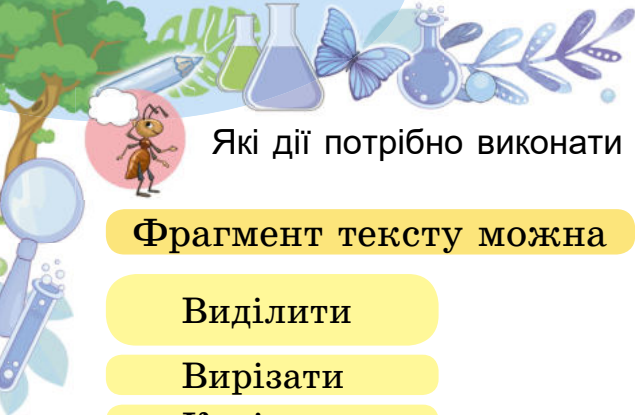 Які дії потрібно виконати
Фрагмент тексту можна
Виділити
Вирізати